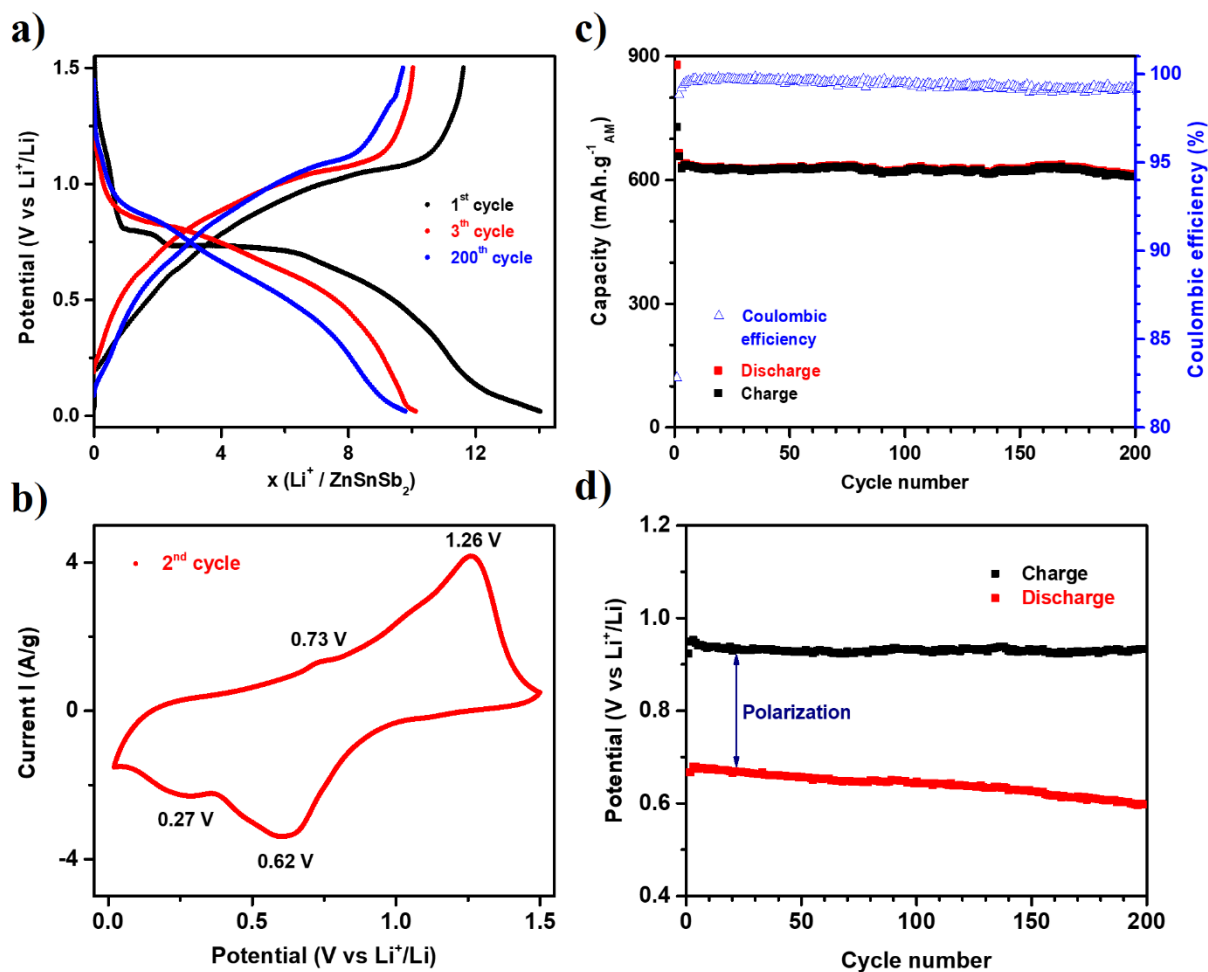 a)
1.5
1.0
0.5
0.0
Potential (V vs Li⁺/Li)
1ˢᵗ cycle
3ᵗʰ cycle
200ᵗʰ cycle
0
4
8
12
x (Li⁺ / ZnSnSb₂)
b)
2ⁿᵈ cycle
1.26 V
0.73 V
0.27 V
0.62 V
4
0
-4
Current I (A/g)
0.0
0.5
1.0
1.5
Potential (V vs Li⁺/Li)
c)
900
600
300
0
Capacity (mAh.g⁻¹AM)
Coulombic
efficiency
Discharge
Charge
100
95
90
85
80
Coulombic efficiency (%)
0
50
100
150
200
Cycle number
d)
1.2
1.0
0.8
0.6
0.4
Potential (V vs Li⁺/Li)
Charge
Discharge
Polarization
0
50
100
150
200
Cycle number